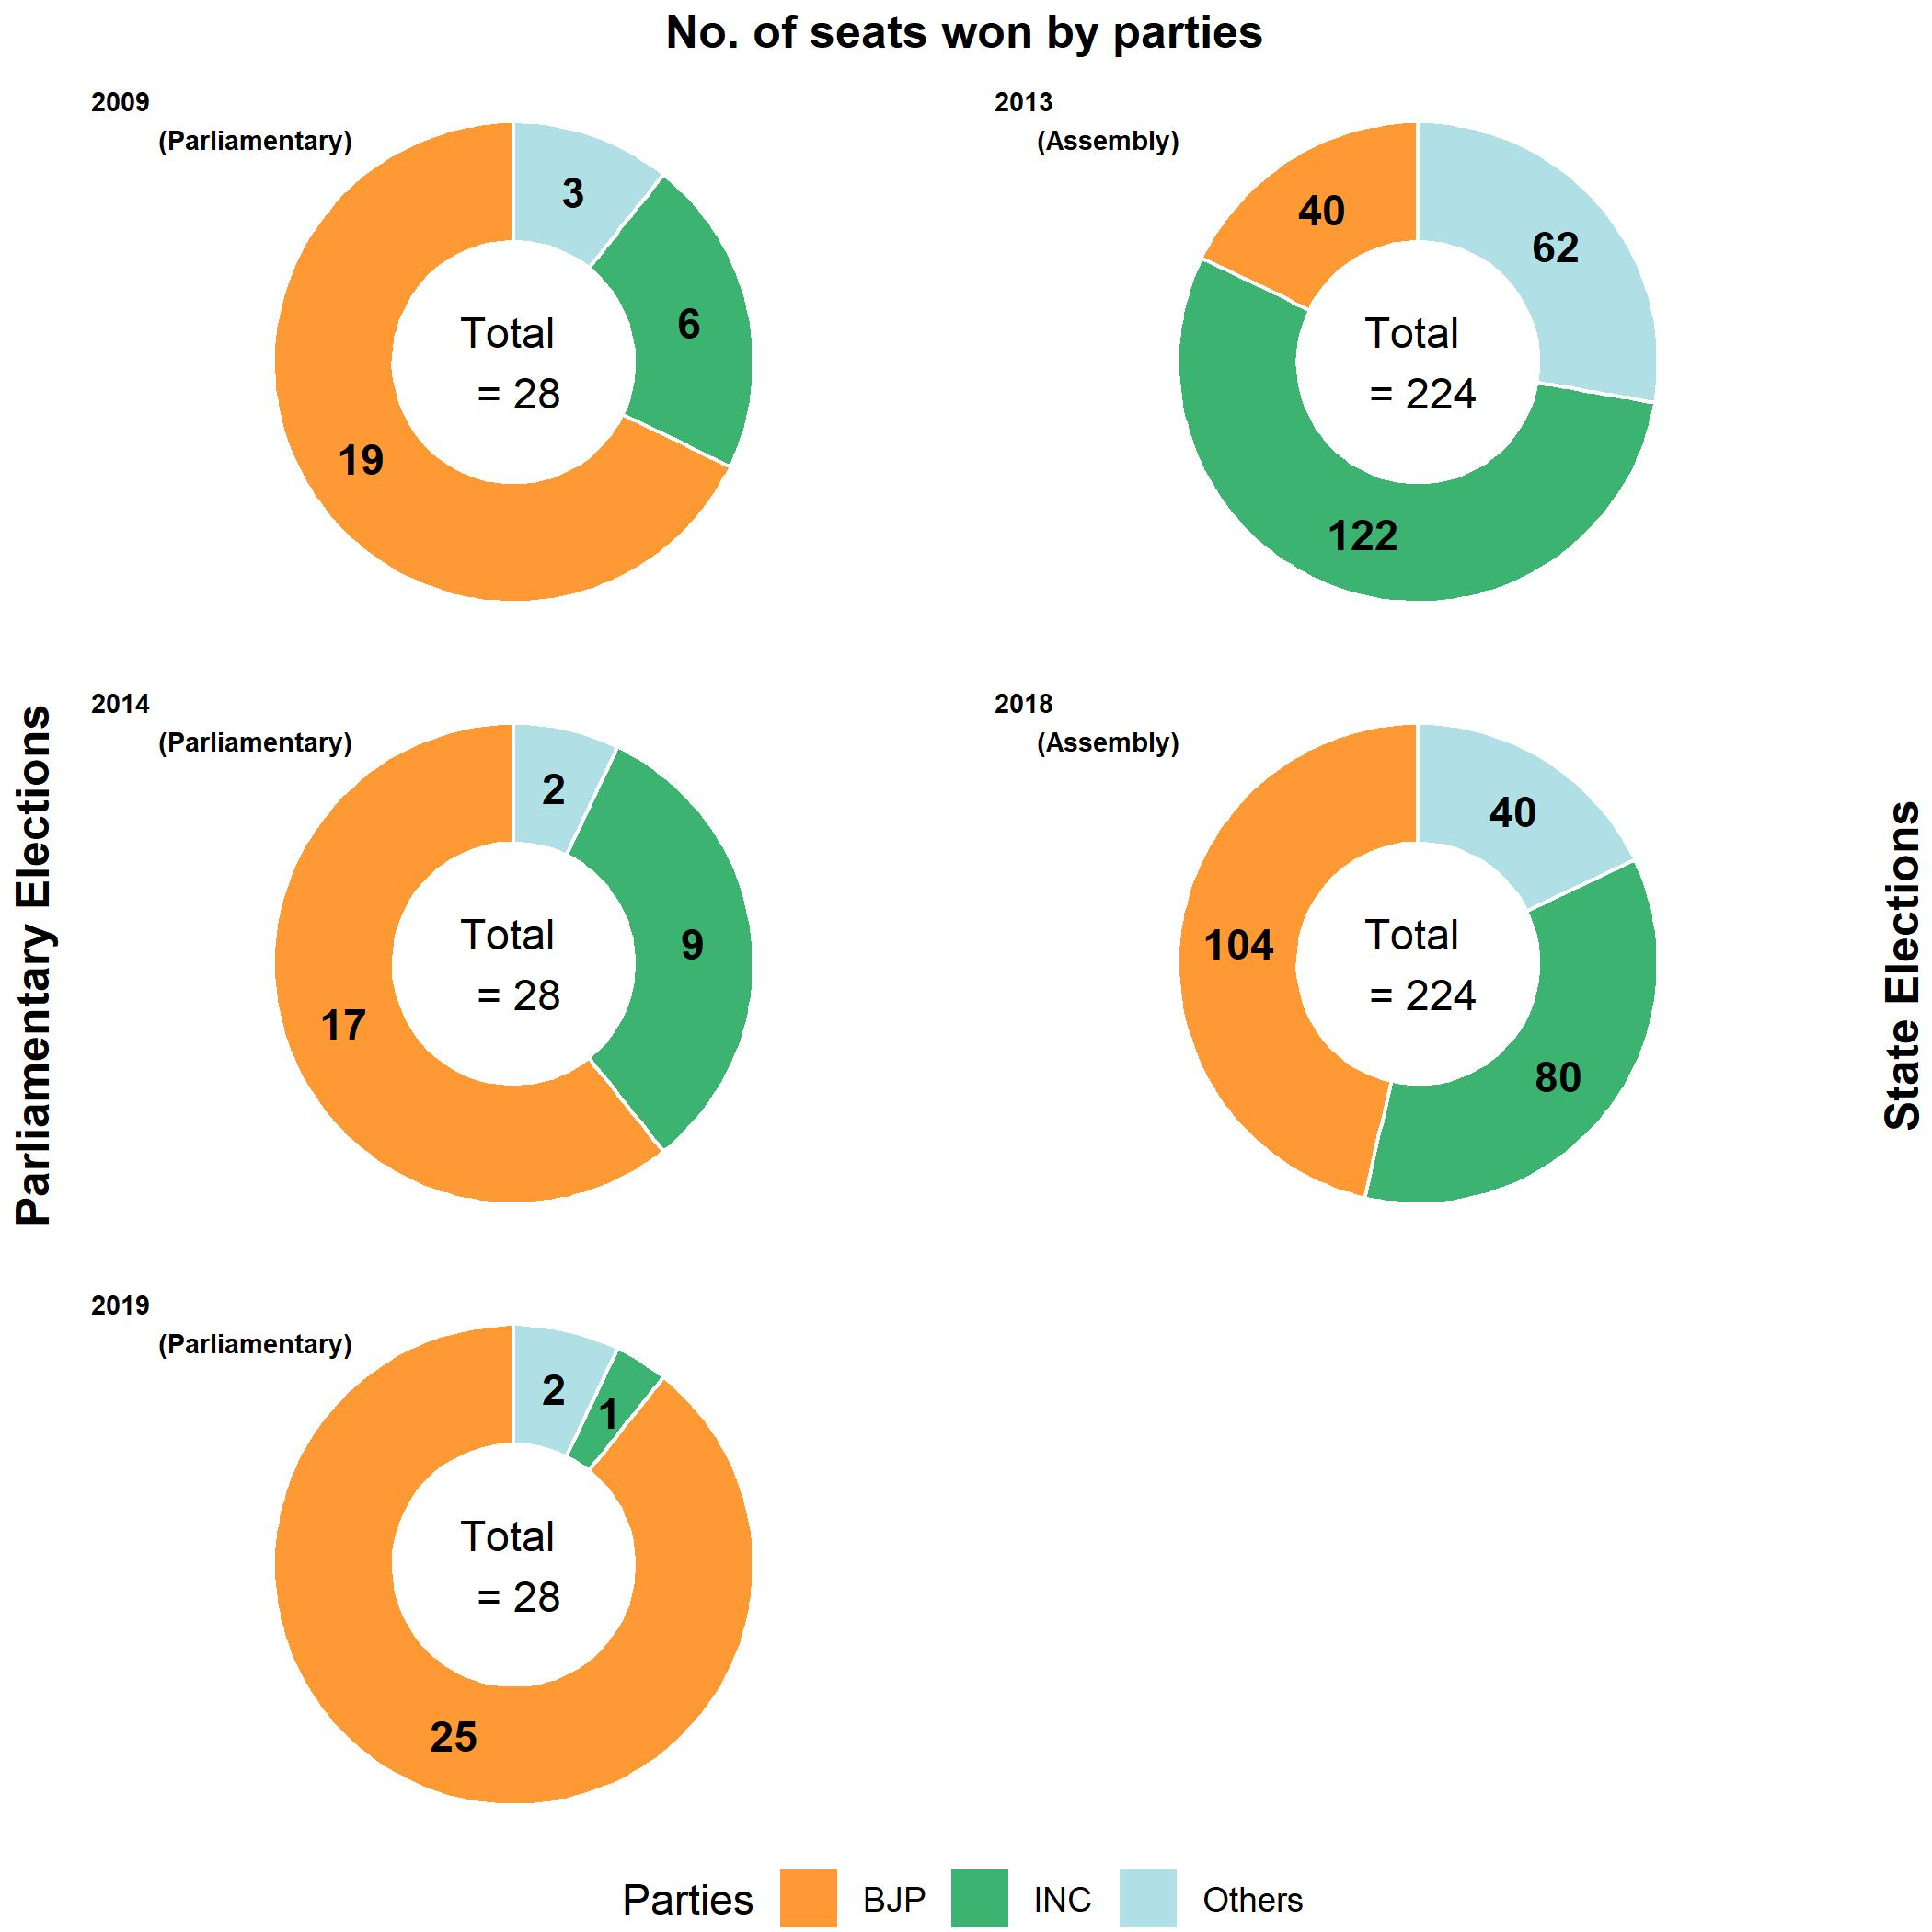 No. of seats won by parties
2009
(Parliamentary)
3
6
19
Total
= 28
2013
(Assembly)
40
62
122
Total
= 224
Parliamentary Elections
2014
(Parliamentary)
2
9
17
Total
= 28
2018
(Assembly)
40
104
80
Total
= 224
State Elections
2019
(Parliamentary)
2
1
25
Total
= 28
Parties
BJP
INC
Others